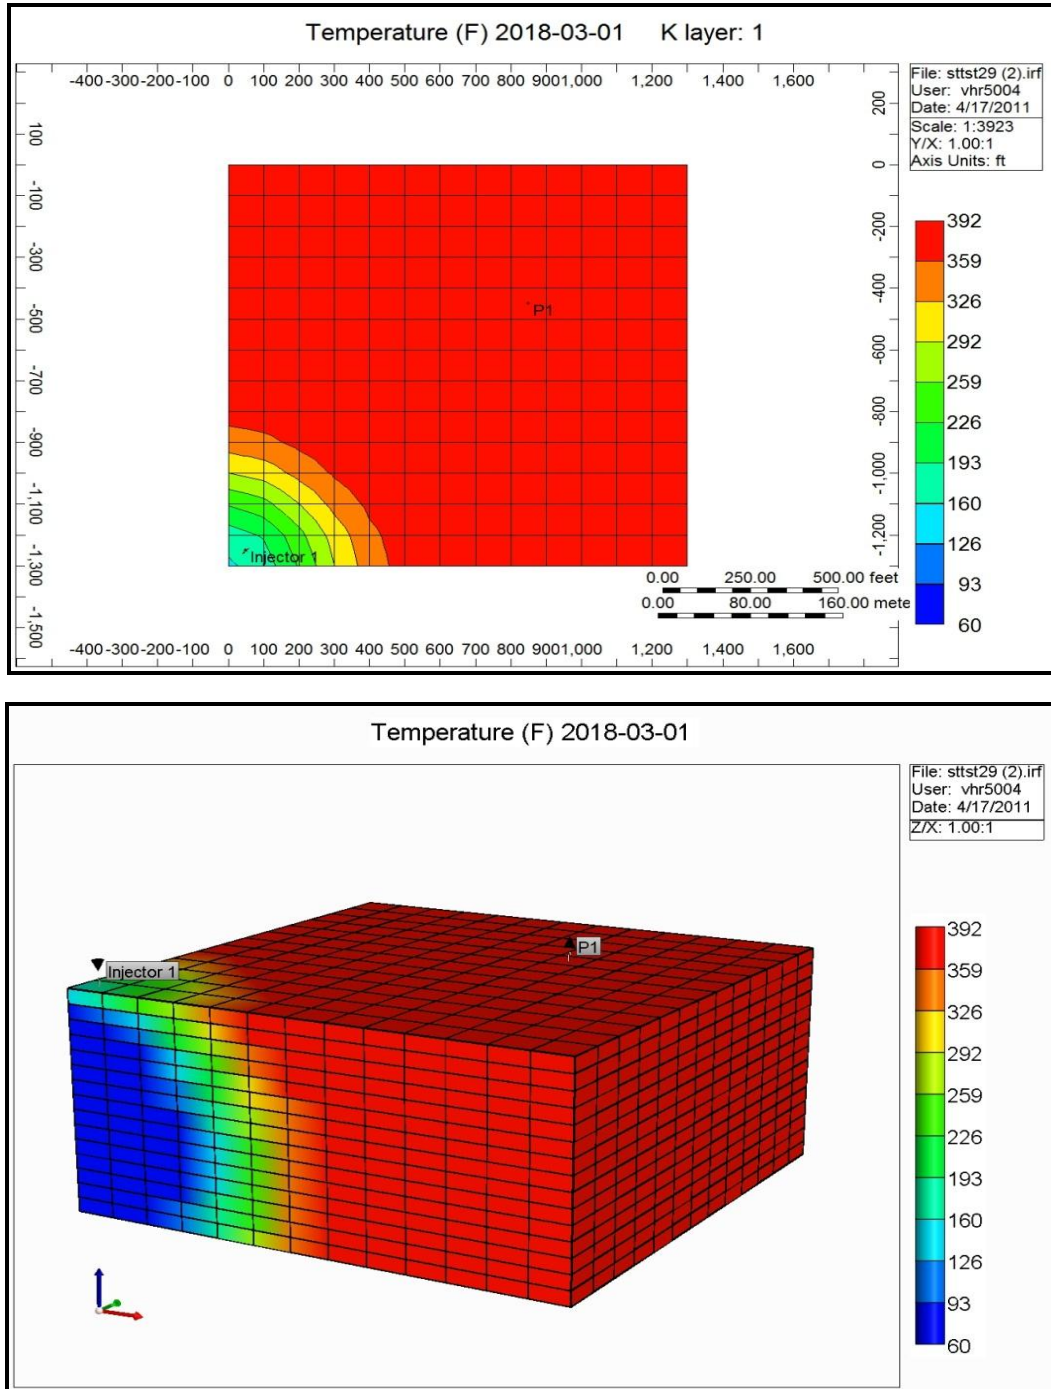 Temperature (F) 2018-03-01 K layer: 1
-400 -300 -200 -100 0 100 200 300 400 500 600 700 800 900 1,000 1,200 1,400 1,600
File: sttst29 (2).irf
User: vhr5004
Date: 4/17/2011
Scale: 1:3923
Y/X: 1.00:1
Axis Units: ft
100
-100
-300
-500
-700
-900
-1,100
-1,300
-1,500
200
0
-200
-400
-600
-800
-1,000
-1,200
P1
Injector 1
392
359
326
292
259
226
193
160
126
93
60
0.00 250.00 500.00 feet
0.00 80.00 160.00 mete
-400 -300 -200 -100 0 100 200 300 400 500 600 700 800 900 1,000 1,200 1,400 1,600
Temperature (F) 2018-03-01
File: sttst29 (2).irf
User: vhr5004
Date: 4/17/2011
Z/X: 1.00:1
Injector 1
P1
392
359
326
292
259
226
193
160
126
93
60